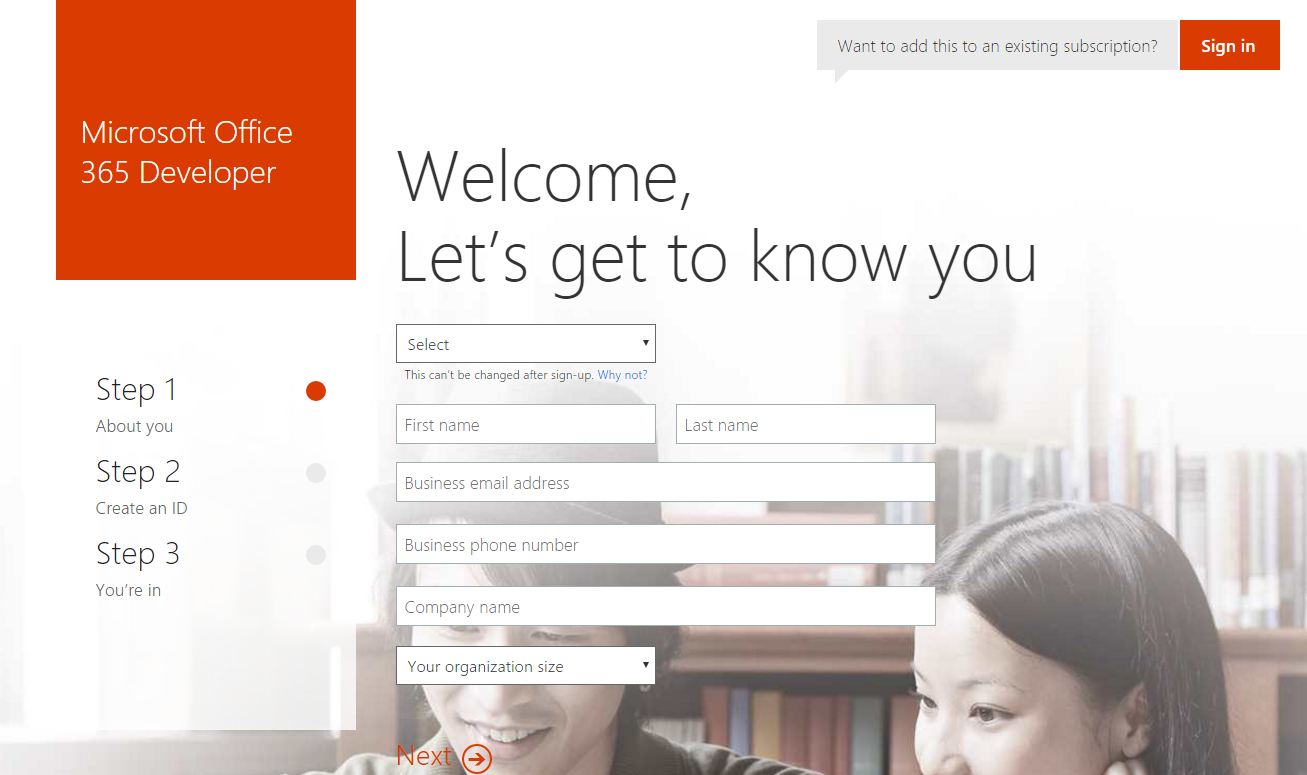 Want to add this to an existing subscription?
Sign in
Microsoft Office
365 Developer
Welcome,
Let's get to know you
Step 1
About you
Step 2
Create an ID
Step 3
You're in
Select
This can't be changed after sign-up. Why not?
First name
Last name
Business email address
Business phone number
Company name
Your organization size
Next